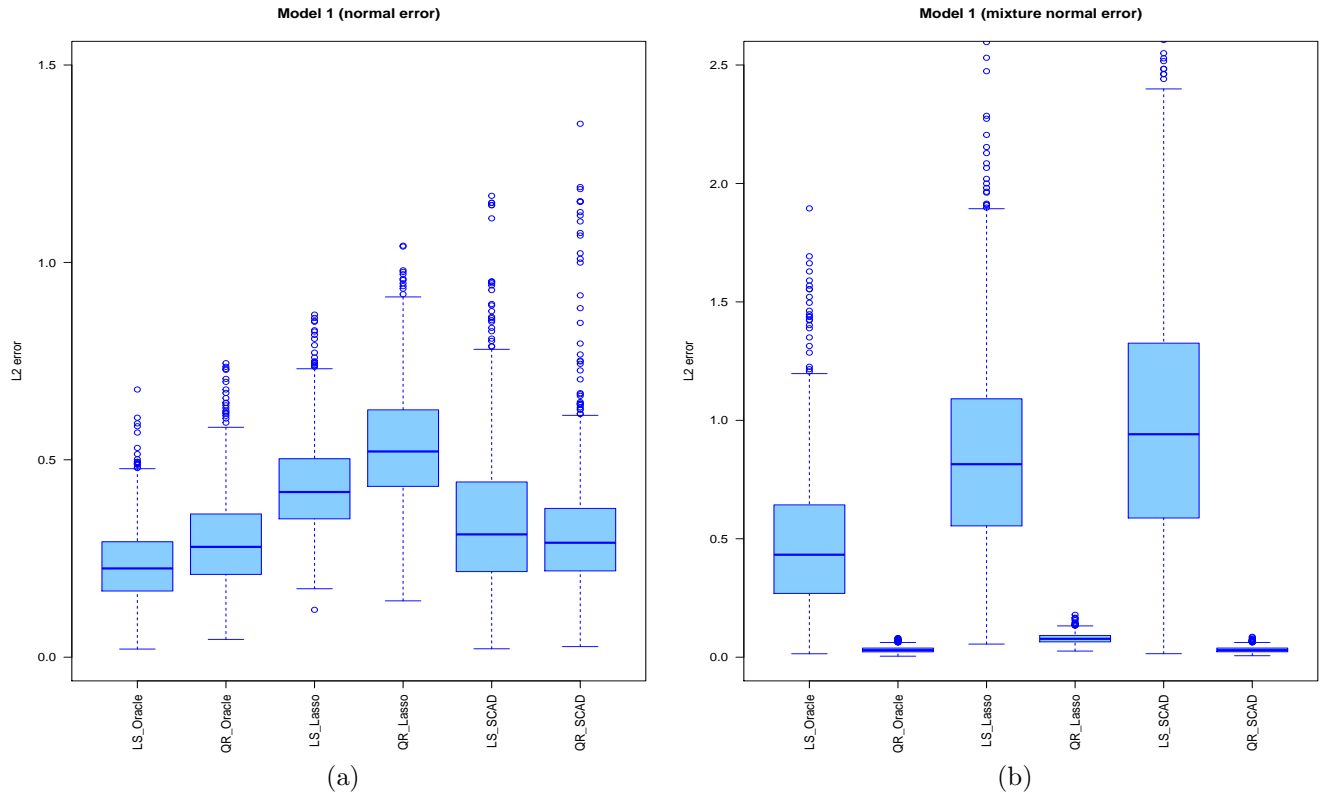 Model 1 (normal error)
L2 error
1.5
1.0
0.5
0.0
LS_Oracle
QR_Oracle
LS_Lasso
QR_Lasso
LS_SCAD
QR_SCAD
(a)
Model 1 (mixture normal error)
L2 error
2.5
2.0
1.5
1.0
0.5
0.0
LS_Oracle
QR_Oracle
LS_Lasso
QR_Lasso
LS_SCAD
QR_SCAD
(b)